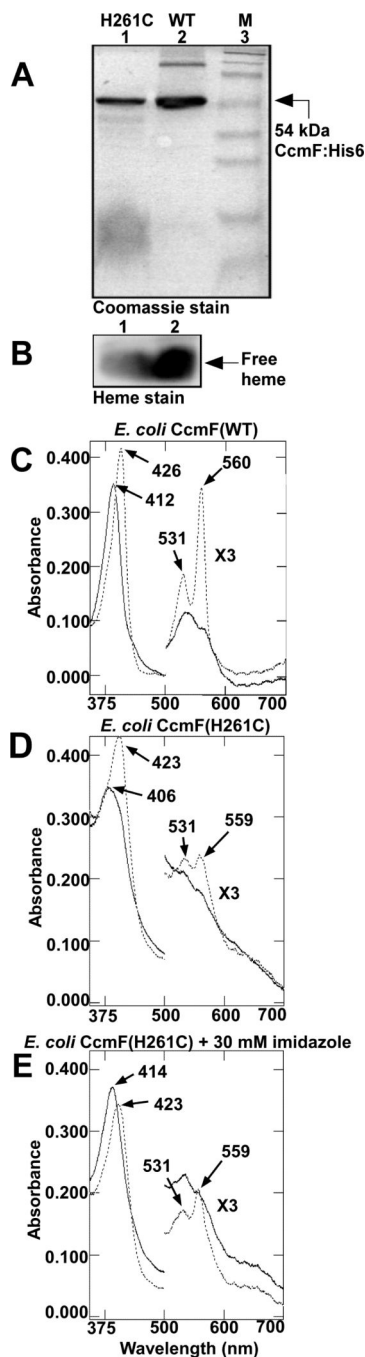 H261C WT M
1 2 3
A
54 kDa
CcmF:His6
Coomassie stain
1 2
B
Free
heme
Heme stain
E. coli CcmF(WT)
C
0.400
0.300
0.200
0.100
0.000
Absorbance
426
412
560
531
X3
375 500 600 700
E. coli CcmF(H261C)
D
0.400
0.300
0.200
0.100
0.000
Absorbance
423
406
531
559
X3
375 500 600 700
E. coli CcmF(H261C) + 30 mM imidazole
E
0.400
0.300
0.200
0.100
0.000
Absorbance
414
423
531
559
X3
375 500 600 700
Wavelength (nm)